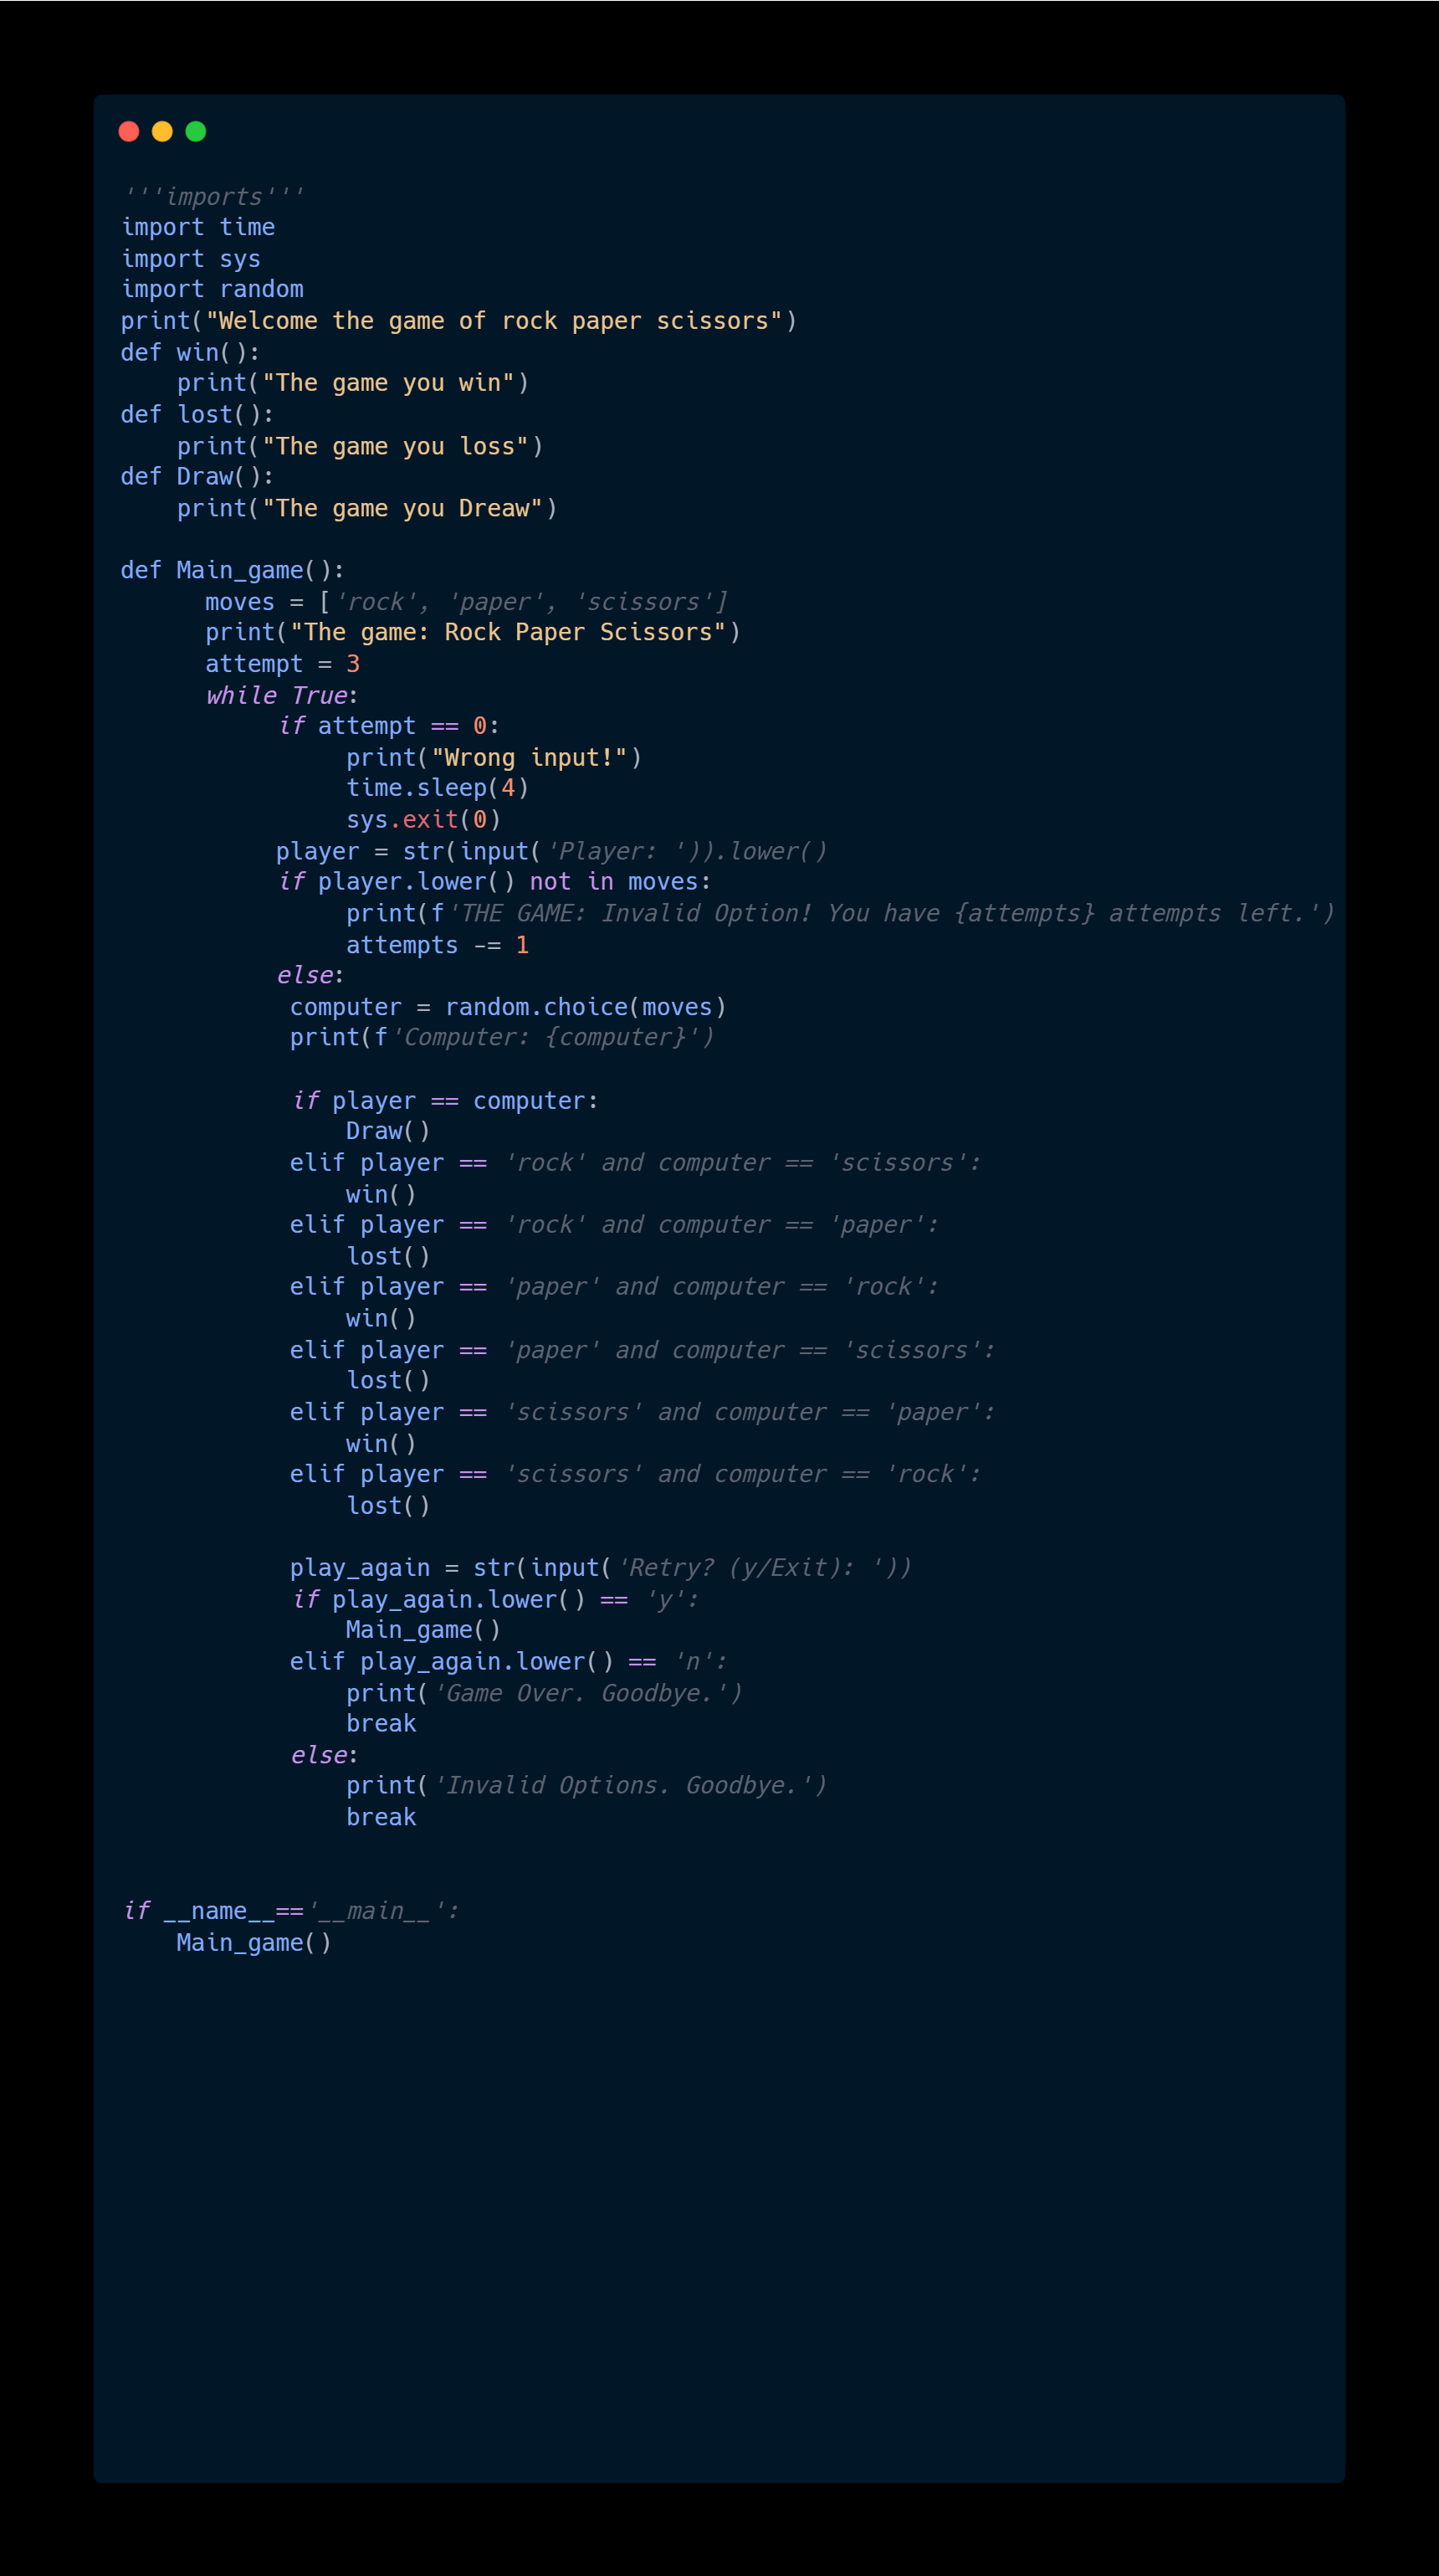 '''imports'''
import time
import sys
import random
print("Welcome the game of rock paper scissors")
def win():
    print("The game you win")
def lost():
    print("The game you loss")
def Draw():
    print("The game you Dreaw")

def Main_game():
      moves = ['rock', 'paper', 'scissors']
      print("The game: Rock Paper Scissors")
      attempt = 3
      while True:
           if attempt == 0:
                print("Wrong input!")
                time.sleep(4)
                sys.exit(0)
           player = str(input('Player: ')).lower()
           if player.lower() not in moves:
                print(f'THE GAME: Invalid Option! You have {attempts} attempts left.')
                attempts -= 1
           else:
            computer = random.choice(moves)
            print(f'Computer: {computer}')

            if player == computer:
                Draw()
            elif player == 'rock' and computer == 'scissors':
                win()
            elif player == 'rock' and computer == 'paper':
                lost()
            elif player == 'paper' and computer == 'rock':
                win()
            elif player == 'paper' and computer == 'scissors':
                lost()
            elif player == 'scissors' and computer == 'paper':
                win()
            elif player == 'scissors' and computer == 'rock':
                lost()

            play_again = str(input('Retry? (y/Exit): '))
            if play_again.lower() == 'y':
                Main_game()
            elif play_again.lower() == 'n':
                print('Game Over. Goodbye.')
                break
            else:
                print('Invalid Options. Goodbye.')
                break


if __name__=='__main__':
    Main_game()